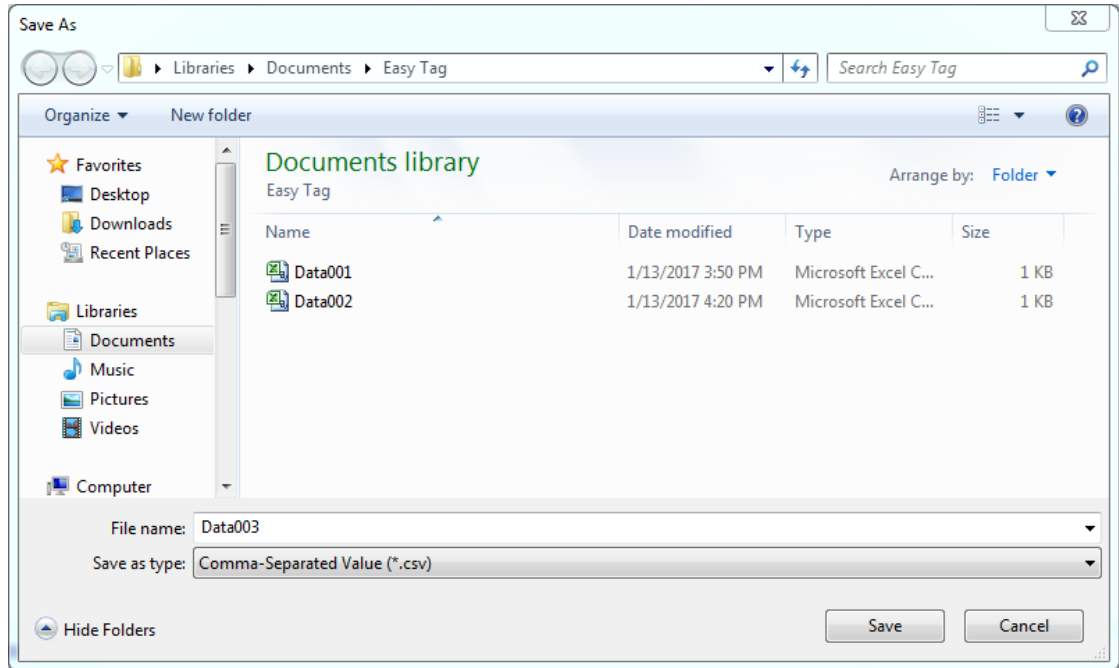 Save As
Libraries Documents Easy Tag
Search Easy Tag
Organize New folder
Favorites
Desktop
Downloads
Recent Places
Libraries
Documents
Music
Pictures
Videos
Computer
Documents library
Easy Tag
Arrange by: Folder
Name Date modified Type Size
Data001 1/13/2017 3:50 PM Microsoft Excel C... 1 KB
Data002 1/13/2017 4:20 PM Microsoft Excel C... 1 KB
File name: Data003
Save as type: Comma-Separated Value (*.csv)
Hide Folders
Save
Cancel